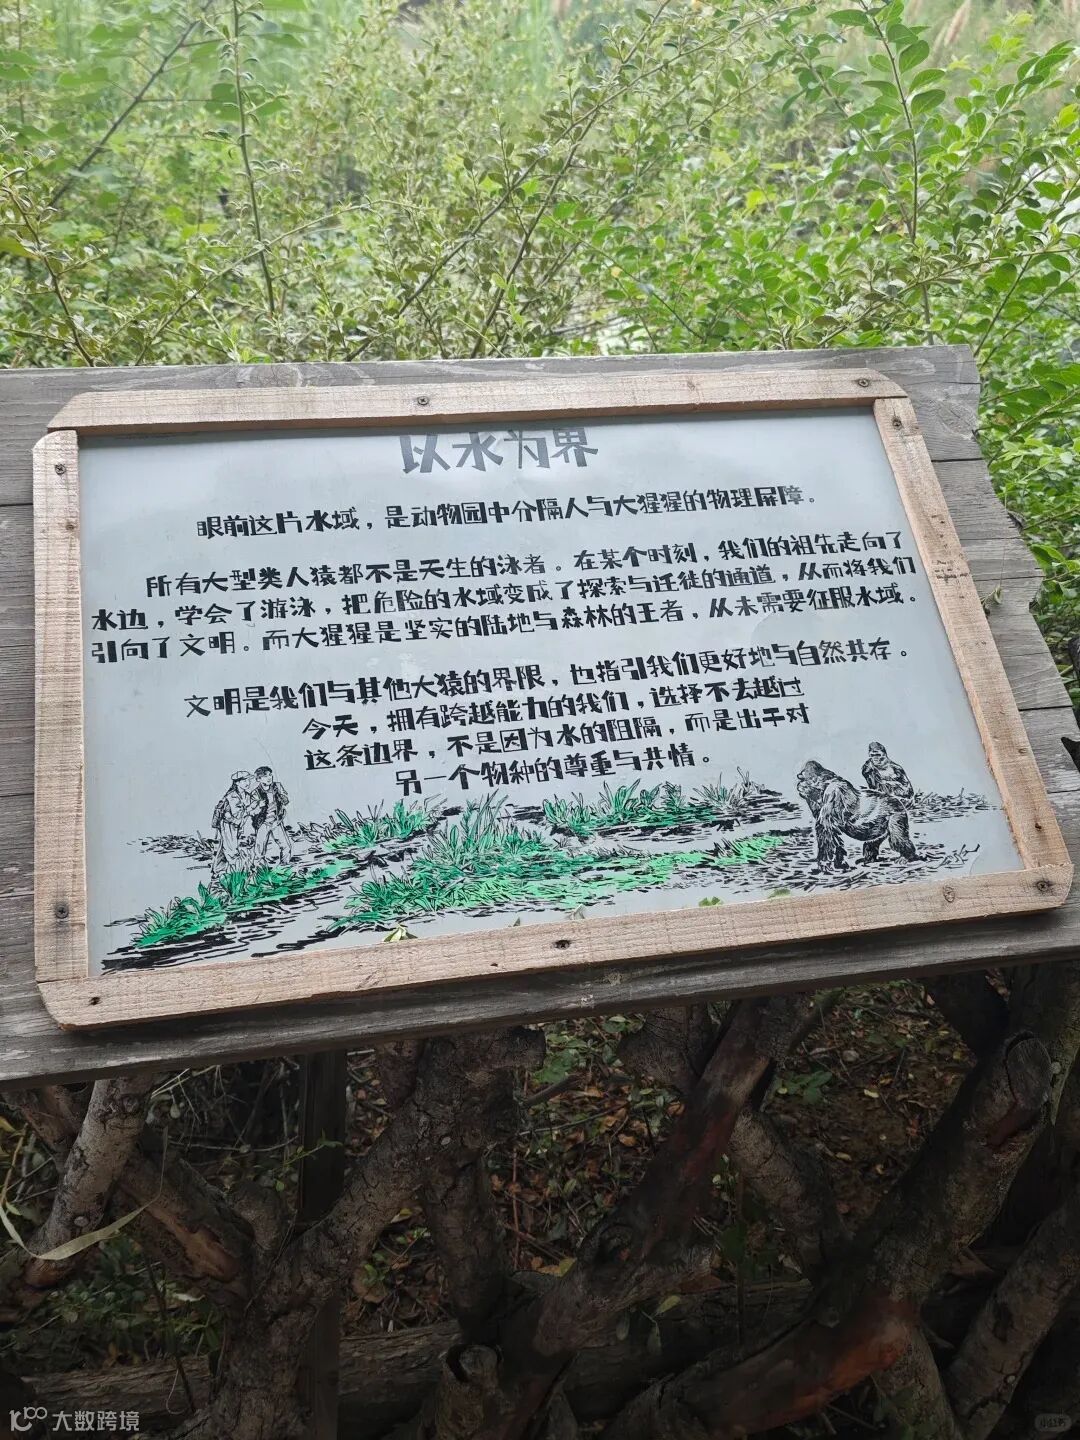 以水为界
眼前这片水域，是动物园中分隔人与大猩猩的物理屏障。
所有大型类人猿都不是天生的泳者。在某个时刻，我们的祖先走向了
水边，学会了游泳，把危险的水域变成了探索与迁徙的通道，从而将我们
引向了文明。而大猩猩是坚实的陆地与森林的王者，从未需要征服水域。
文明是我们与其他大猿的界限，也指引我们更好地与自然共存。
今天，拥有跨越能力的我们，选择不去越过
这条边界，不是因为水的阻隔，而是出于对
另一个物种的尊重与共情。
大数跨境
小红书